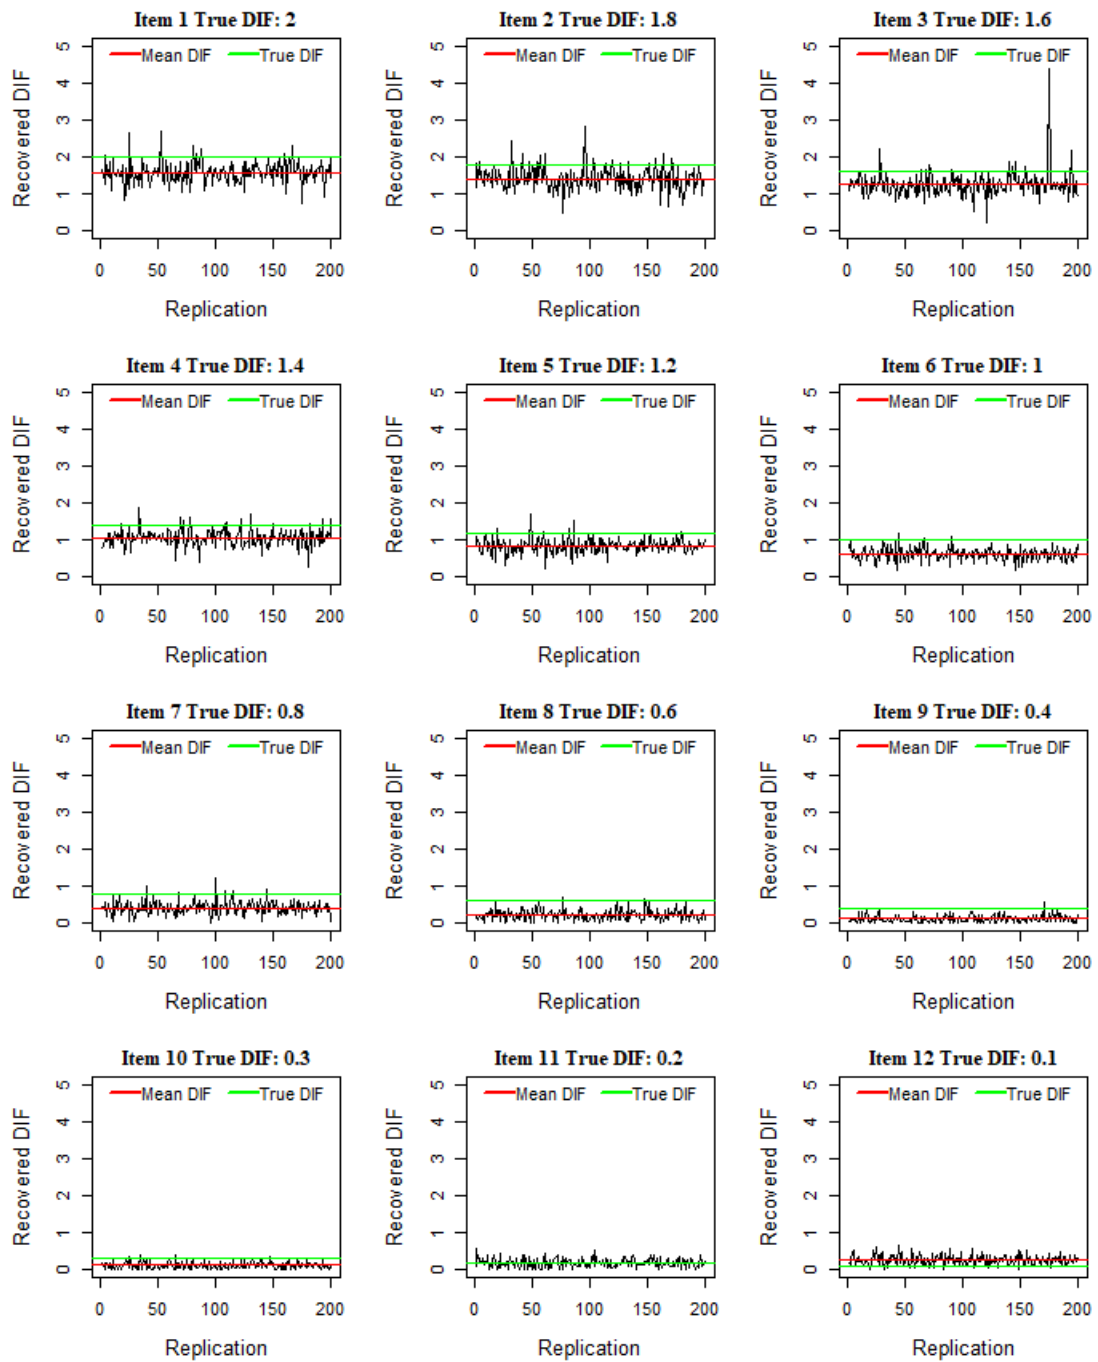 Item 1 True DIF: 2
Item 2 True DIF: 1.8
Item 3 True DIF: 1.6
Recovered DIF
5
4
3
2
1
0
Mean DIF True DIF
0 50 100 150 200
Replication
Recovered DIF
5
4
3
2
1
0
Mean DIF True DIF
0 50 100 150 200
Replication
Recovered DIF
5
4
3
2
1
0
Mean DIF True DIF
0 50 100 150 200
Replication
Item 4 True DIF: 1.4
Item 5 True DIF: 1.2
Item 6 True DIF: 1
Recovered DIF
5
4
3
2
1
0
Mean DIF True DIF
0 50 100 150 200
Replication
Recovered DIF
5
4
3
2
1
0
Mean DIF True DIF
0 50 100 150 200
Replication
Recovered DIF
5
4
3
2
1
0
Mean DIF True DIF
0 50 100 150 200
Replication
Item 7 True DIF: 0.8
Item 8 True DIF: 0.6
Item 9 True DIF: 0.4
Recovered DIF
5
4
3
2
1
0
Mean DIF True DIF
0 50 100 150 200
Replication
Recovered DIF
5
4
3
2
1
0
Mean DIF True DIF
0 50 100 150 200
Replication
Recovered DIF
5
4
3
2
1
0
Mean DIF True DIF
0 50 100 150 200
Replication
Item 10 True DIF: 0.3
Item 11 True DIF: 0.2
Item 12 True DIF: 0.1
Recovered DIF
5
4
3
2
1
0
Mean DIF True DIF
0 50 100 150 200
Replication
Recovered DIF
5
4
3
2
1
0
Mean DIF True DIF
0 50 100 150 200
Replication
Recovered DIF
5
4
3
2
1
0
Mean DIF True DIF
0 50 100 150 200
Replication